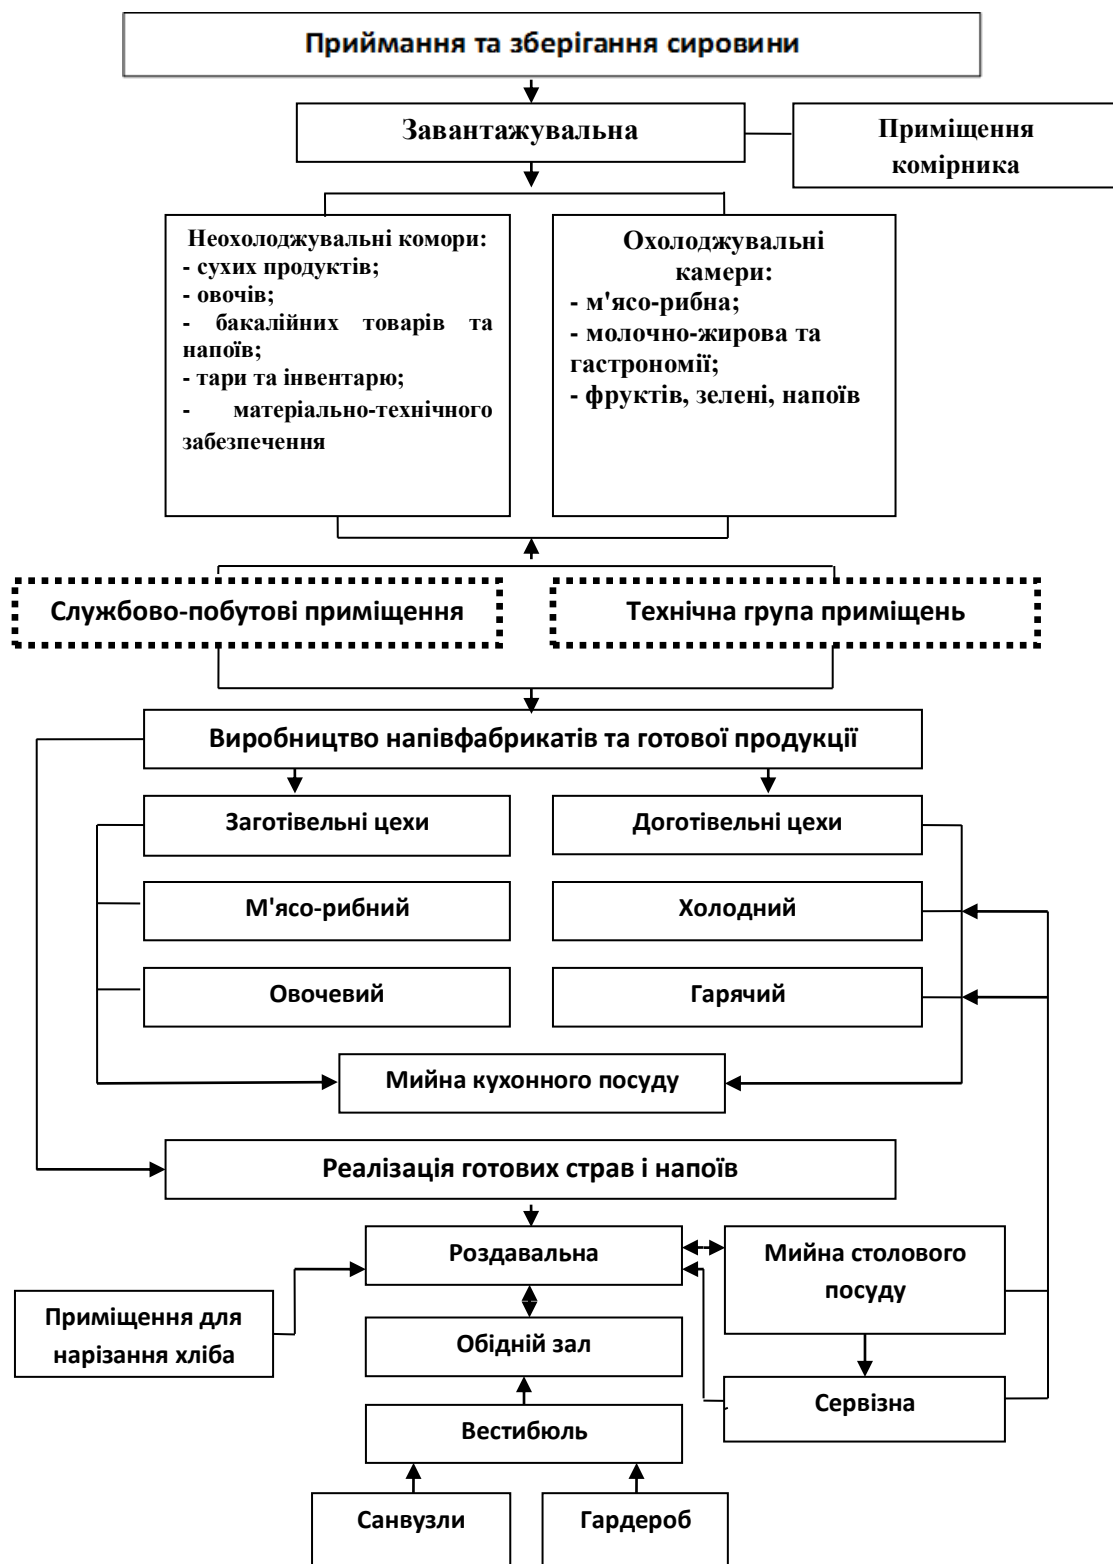 Приймання та зберігання сировини
Завантажувальна
Приміщення
комірника
Неохолоджувальні комори:
- сухих продуктів;
- овочів;
- бакалійних товарів та
напоїв;
- тари та інвентарю;
- матеріально-технічного
забезпечення
Охолоджувальні
камери:
- м'ясо-рибна;
- молочно-жирова та
гастрономії;
- фруктів, зелені, напоїв
Службово-побутові приміщення
Технічна група приміщень
Виробництво напівфабрикатів та готової продукції
Заготівельні цехи
Доготівельні цехи
М'ясо-рибний
Холодний
Овочевий
Гарячий
Мийна кухонного посуду
Реалізація готових страв і напоїв
Роздавальна
Мийна столового
посуду
Приміщення для
нарізання хліба
Обідній зал
Сервізна
Вестибюль
Санвузли
Гардероб